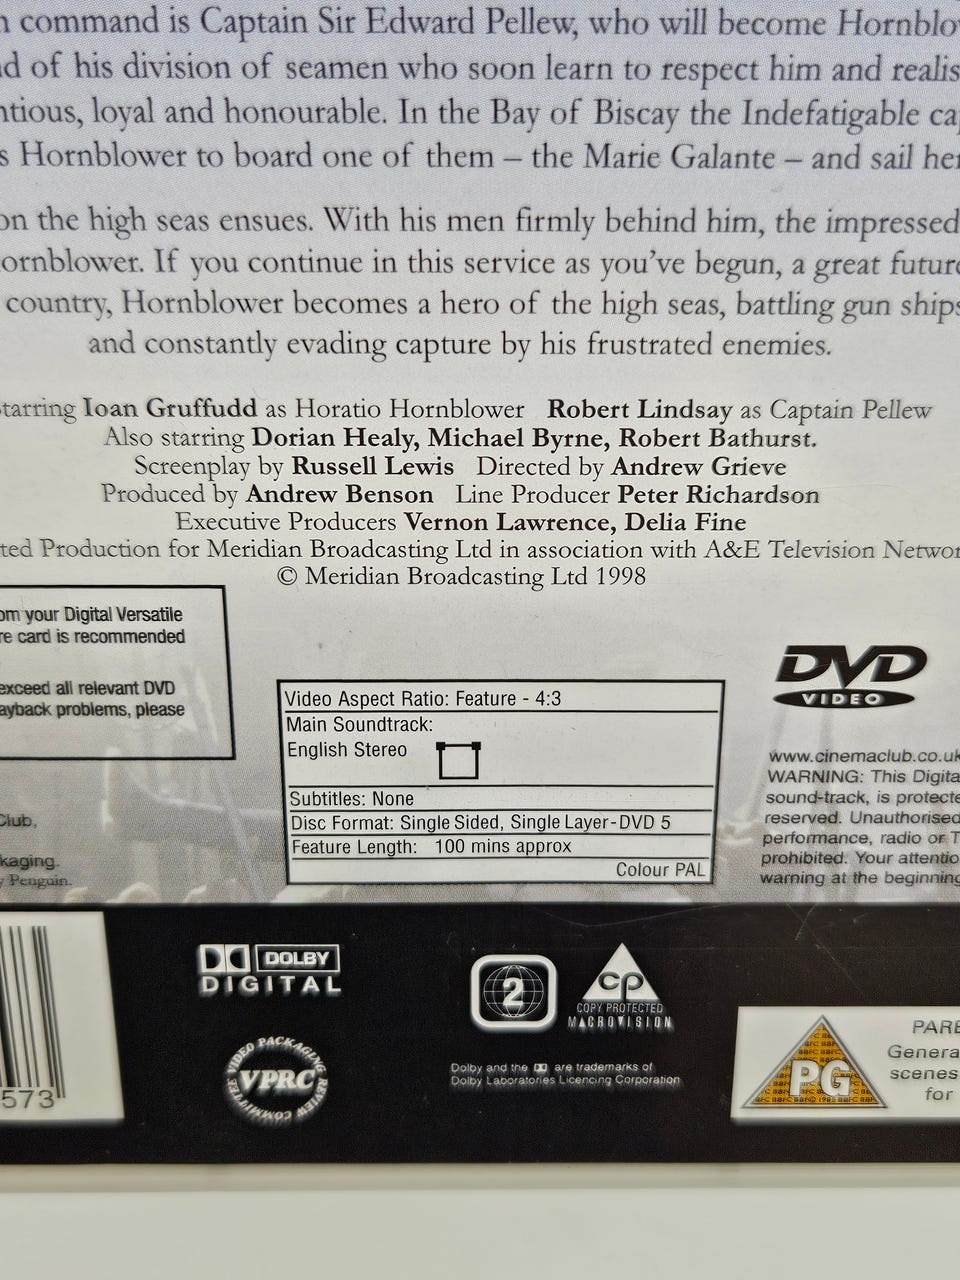 command is Captain Sir Edward Pellew, who will become
of his division of seamen who soon learn to respect him and
loyal and honourable. In the Bay of Biscay the Indefatigable
Hornblower to board one of them – the Marie Galante – and sail
on the high seas ensues. With his men firmly behind him, the impressed
ornblower. If you continue in this service as you've begun, a great future
country, Hornblower becomes a hero of the high seas, battling gun ships
and constantly evading capture by his frustrated enemies.
tarring Ioan Gruffudd as Horatio Hornblower Robert Lindsay as Captain Pellew
Also starring Dorian Healy, Michael Byrne, Robert Bathurst.
Screenplay by Russell Lewis Directed by Andrew Grieve
Produced by Andrew Benson Line Producer Peter Richardson
Executive Producers Vernon Lawrence, Delia Fine
ted Production for Meridian Broadcasting Ltd in association with A&E Television Networ
© Meridian Broadcasting Ltd 1998
om your Digital Versatile
re card is recommended
exceed all relevant DVD
ayback problems, please
Club,
kaging.
y Penguin.
Video Aspect Ratio: Feature - 4:3
Main Soundtrack:
English Stereo
Subtitles: None
Disc Format: Single Sided, Single Layer-DVD 5
Feature Length: 100 mins approx
Colour PAL
DVD
VIDEO
www.cinemaclub.co.uk
WARNING: This Digita
sound-track, is protecte
reserved. Unauthorised
performance, radio or T
prohibited. Your attentio
warning at the beginning
573
DOLBY
DIGITAL
VIDEO PACKAGING REVIEW COMMITTEE
VPRC
2
CP
COPY PROTECTED
MACROVISION
Dolby and the are trademarks of
Dolby Laboratories Licencing Corporation
PG
PARE
Genera
scenes
for